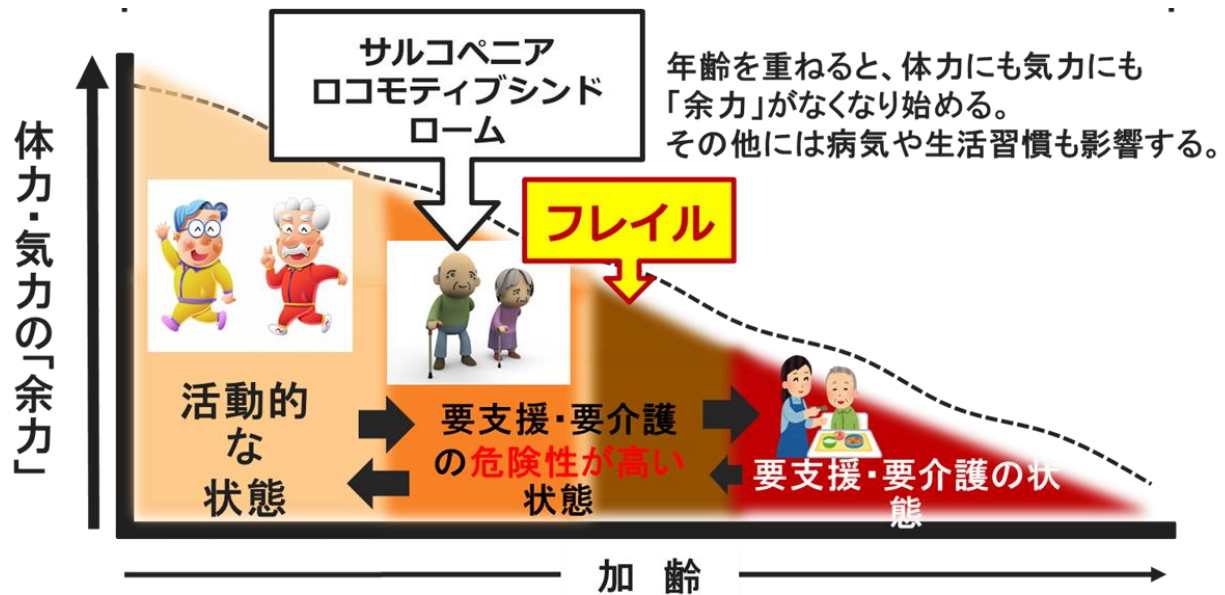 サルコペニア
ロコモティブシンド
ローム
年齢を重ねると、体力にも気力にも
「余力」がなくなり始める。
その他には病気や生活習慣も影響する。
フレイル
体力・気力の「余力」
活動的
な
状態
要支援・要介護
の危険性が高い
状態
要支援・要介護の状
態
加 齢